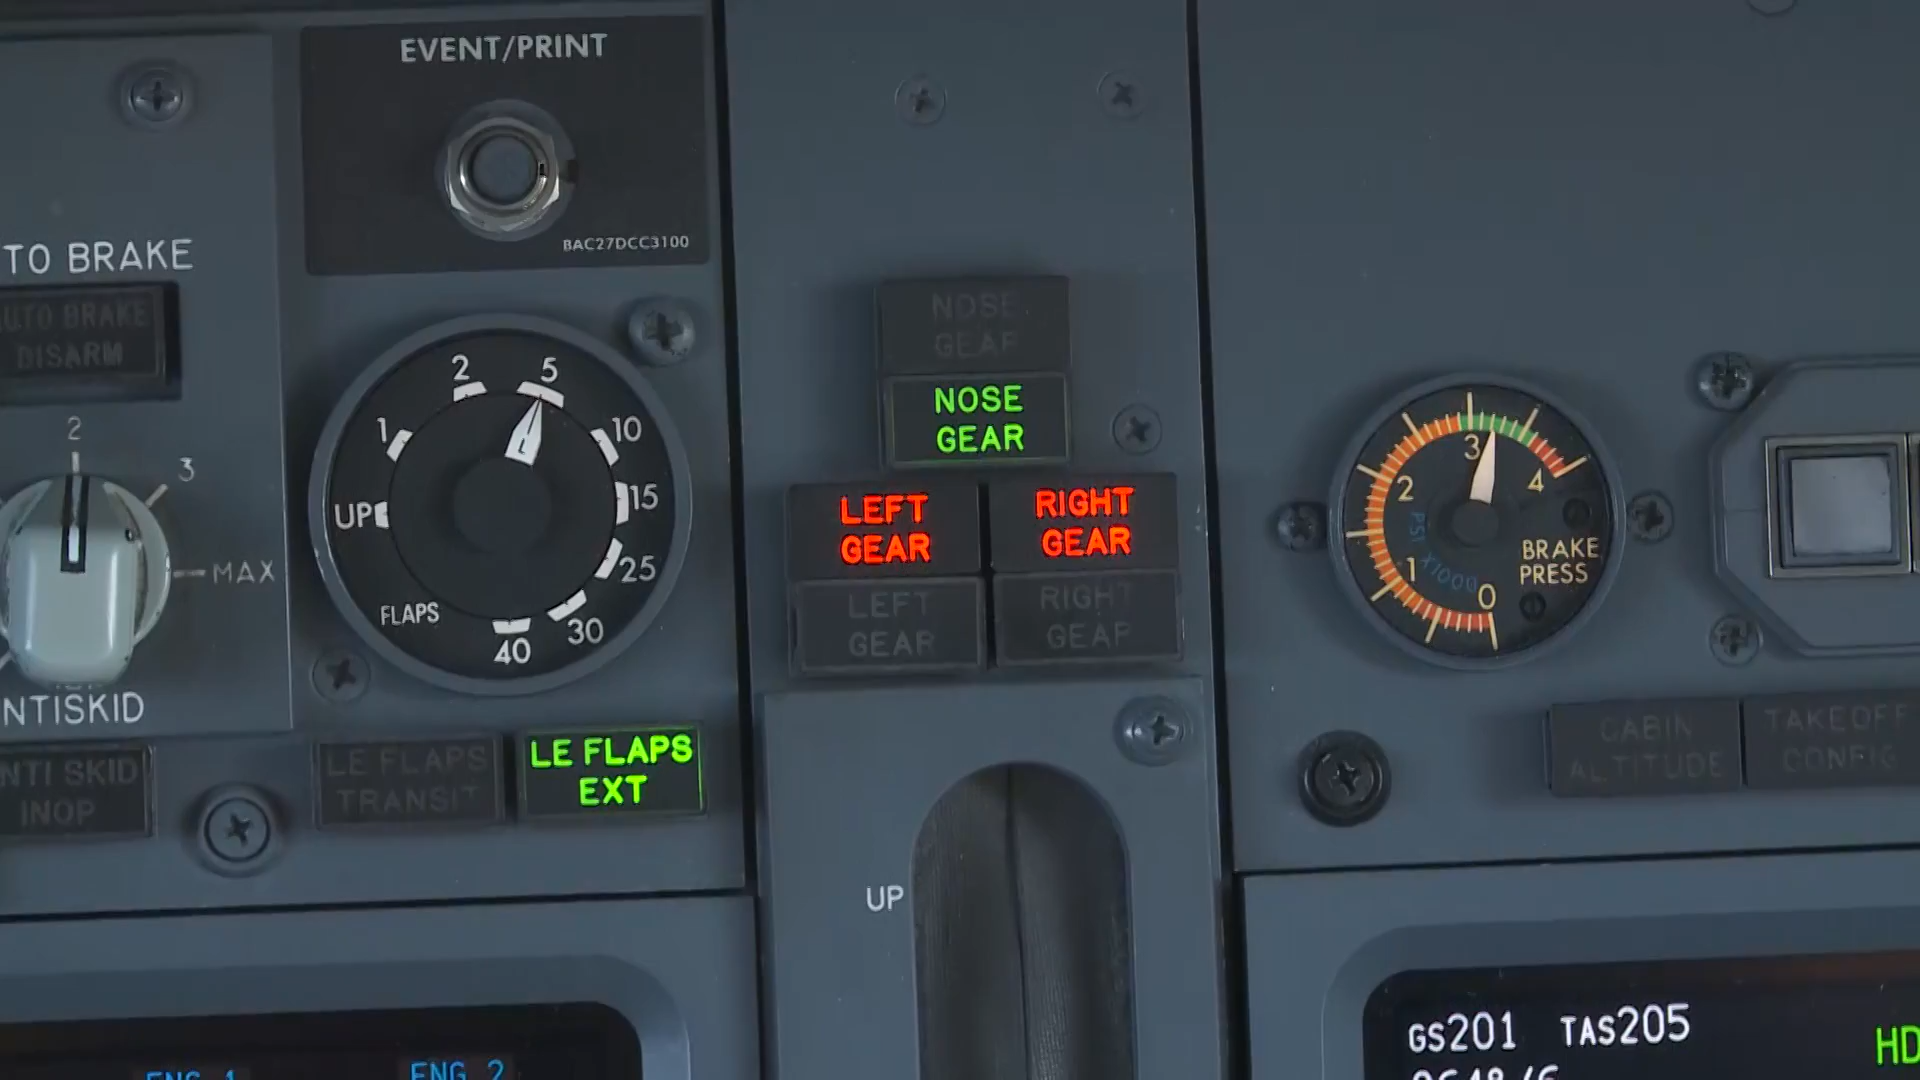 EVENT/PRINT
BAC27DCC3100
TO BRAKE
UTO BRAKE
DISARM
2
3
MAX
NTISKID
NTI SKID
INOP
UP
1
2
5
10
15
25
30
40
FLAPS
LE FLAPS
TRANSIT
LE FLAPS
EXT
NOSE
GEAR
NOSE
GEAR
LEFT
GEAR
RIGHT
GEAR
LEFT
GEAR
RIGHT
GEAR
UP
0
1
2
3
4
PSI X1000
BRAKE
PRESS
CABIN
ALTITUDE
TAKEOFF
CONFIG
GS201 TAS205
HD
ENG 1
ENG 2